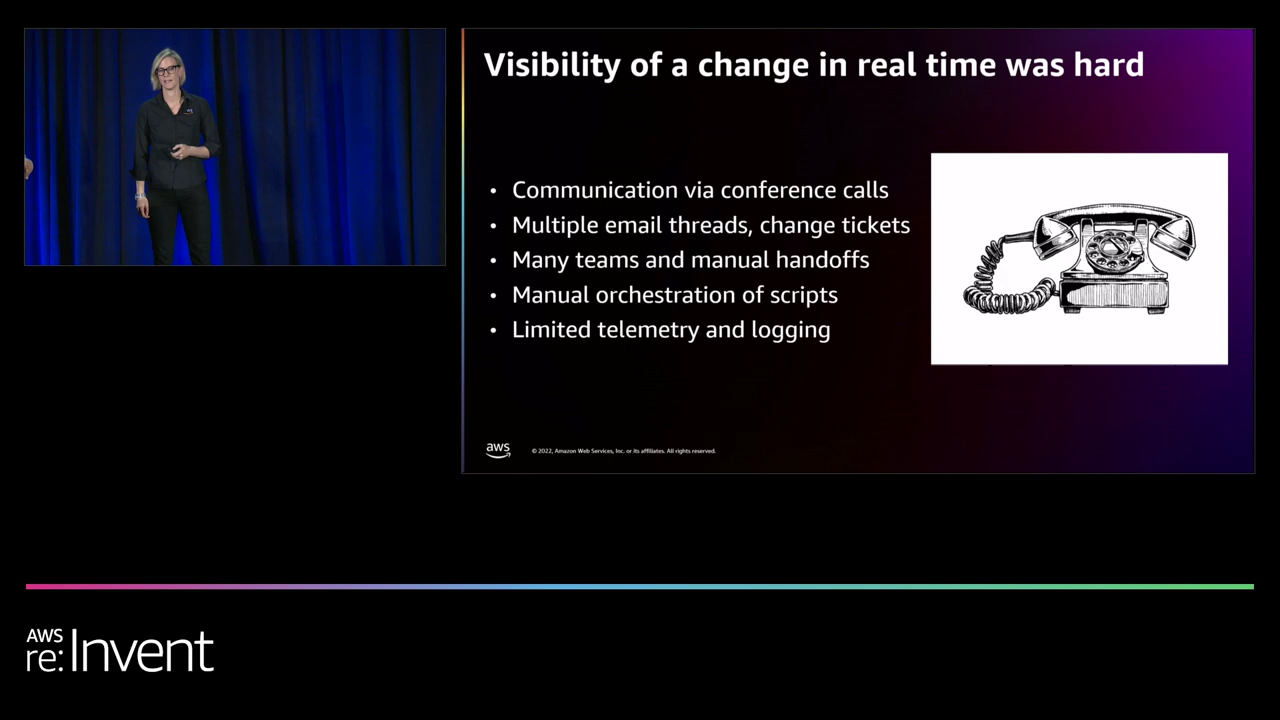 Visibility of a change in real time was hard
• Communication via conference calls
• Multiple email threads, change tickets
• Many teams and manual handoffs
• Manual orchestration of scripts
• Limited telemetry and logging
aws
© 2022, Amazon Web Services, Inc. or its affiliates. All rights reserved.
AWS
re:Invent